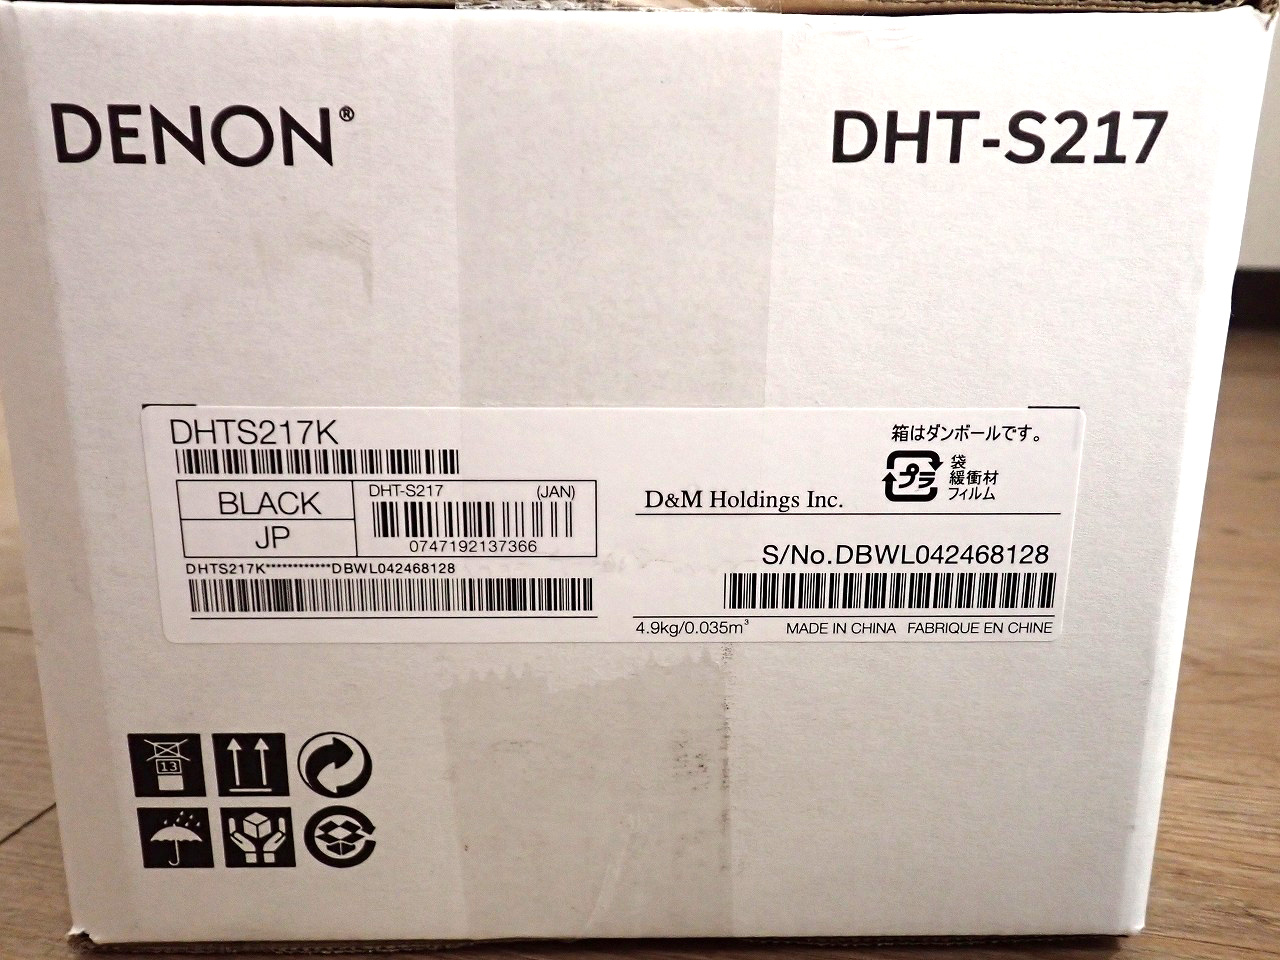 DENON®
DHT-S217
DHTS217K
箱はダンボールです。
プラ
袋
緩衝材
フィルム
BLACK
JP
DHT-S217 (JAN)
0747192137366
D&M Holdings Inc.
S/No.DBWL042468128
DHTS217K************DBWL042468128
4.9kg/0.035m³ MADE IN CHINA FABRIQUE EN CHINE
13